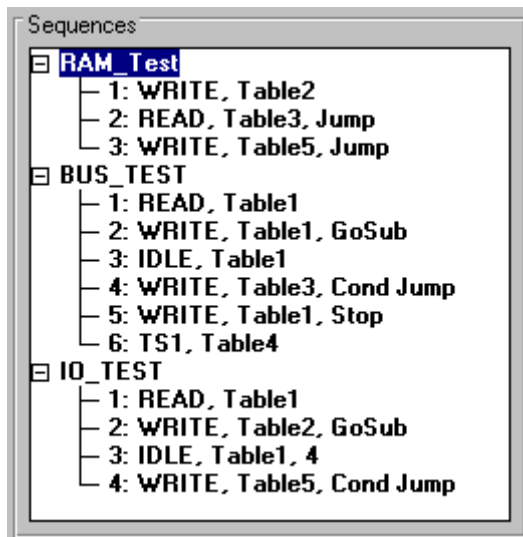 Sequences
RAM_Test
1: WRITE, Table2
2: READ, Table3, Jump
3: WRITE, Table5, Jump
BUS_TEST
1: READ, Table1
2: WRITE, Table1, GoSub
3: IDLE, Table1
4: WRITE, Table3, Cond Jump
5: WRITE, Table1, Stop
6: TS1, Table4
IO_TEST
1: READ, Table1
2: WRITE, Table2, GoSub
3: IDLE, Table1, 4
4: WRITE, Table5, Cond Jump